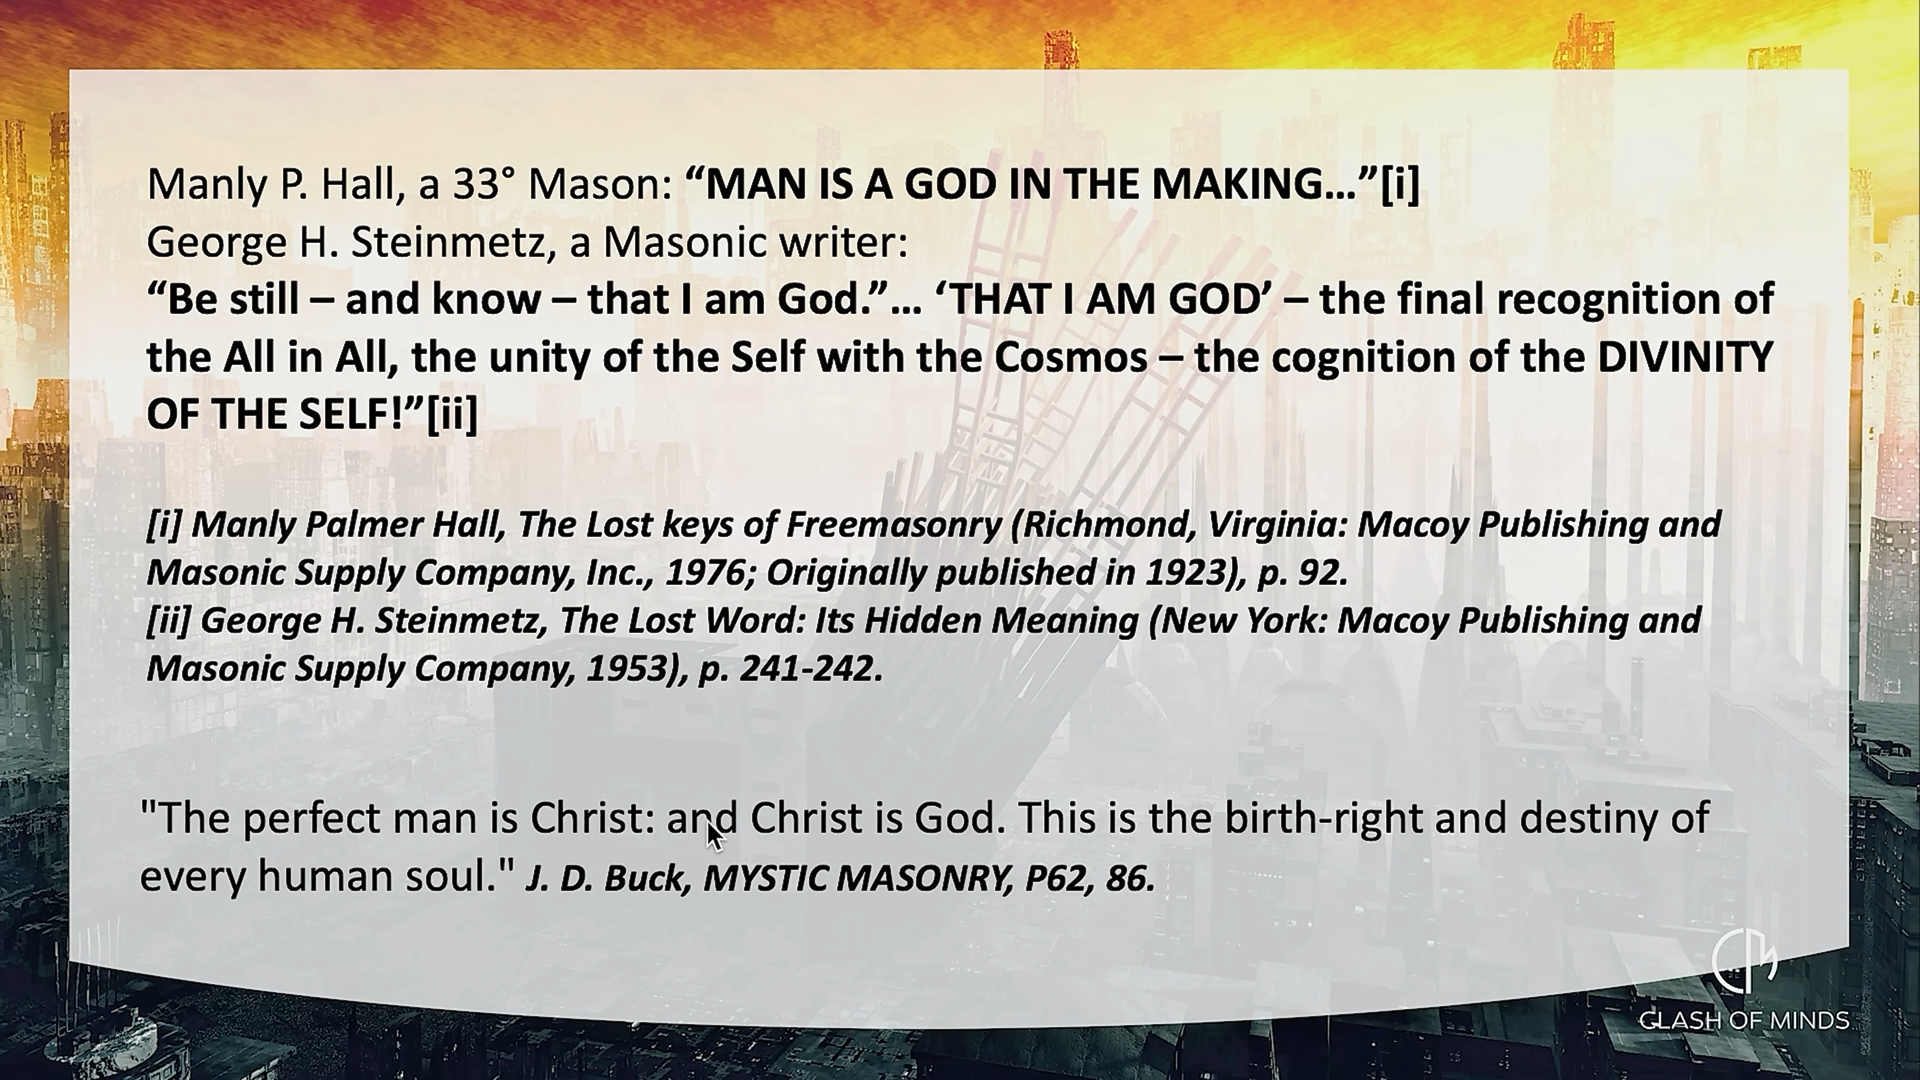 Manly P. Hall, a 33° Mason: “MAN IS A GOD IN THE MAKING…”[i]
George H. Steinmetz, a Masonic writer:
“Be still – and know – that I am God.”… ‘THAT I AM GOD’ – the final recognition of
the All in All, the unity of the Self with the Cosmos – the cognition of the DIVINITY
OF THE SELF!”[ii]
[i] Manly Palmer Hall, The Lost keys of Freemasonry (Richmond, Virginia: Macoy Publishing and
Masonic Supply Company, Inc., 1976; Originally published in 1923), p. 92.
[ii] George H. Steinmetz, The Lost Word: Its Hidden Meaning (New York: Macoy Publishing and
Masonic Supply Company, 1953), p. 241-242.
"The perfect man is Christ: and Christ is God. This is the birth-right and destiny of
every human soul." J. D. Buck, MYSTIC MASONRY, P62, 86.
CLASH OF MINDS